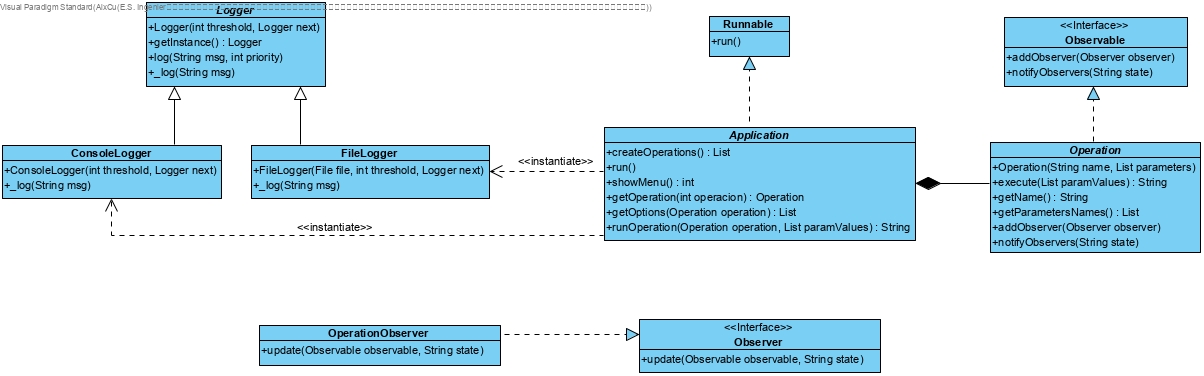 Visual Paradigm Standard(AlxCu(E.S. Ingenier
Logger
+Logger(int threshold, Logger next)
+getInstance() : Logger
+log(String msg, int priority)
+_log(String msg)
ConsoleLogger
+ConsoleLogger(int threshold, Logger next)
+_log(String msg)
FileLogger
+FileLogger(File file, int threshold, Logger next)
+_log(String msg)
<<instantiate>>
<<instantiate>>
Runnable
+run()
Application
+createOperations() : List
+run()
+showMenu() : int
+getOperation(int operacion) : Operation
+getOptions(Operation operation) : List
+runOperation(Operation operation, List paramValues) : String
<<Interface>>
Observable
+addObserver(Observer observer)
+notifyObservers(String state)
Operation
+Operation(String name, List parameters)
+execute(List paramValues) : String
+getName() : String
+getParametersNames() : List
+addObserver(Observer observer)
+notifyObservers(String state)
OperationObserver
+update(Observable observable, String state)
<<Interface>>
Observer
+update(Observable observable, String state)